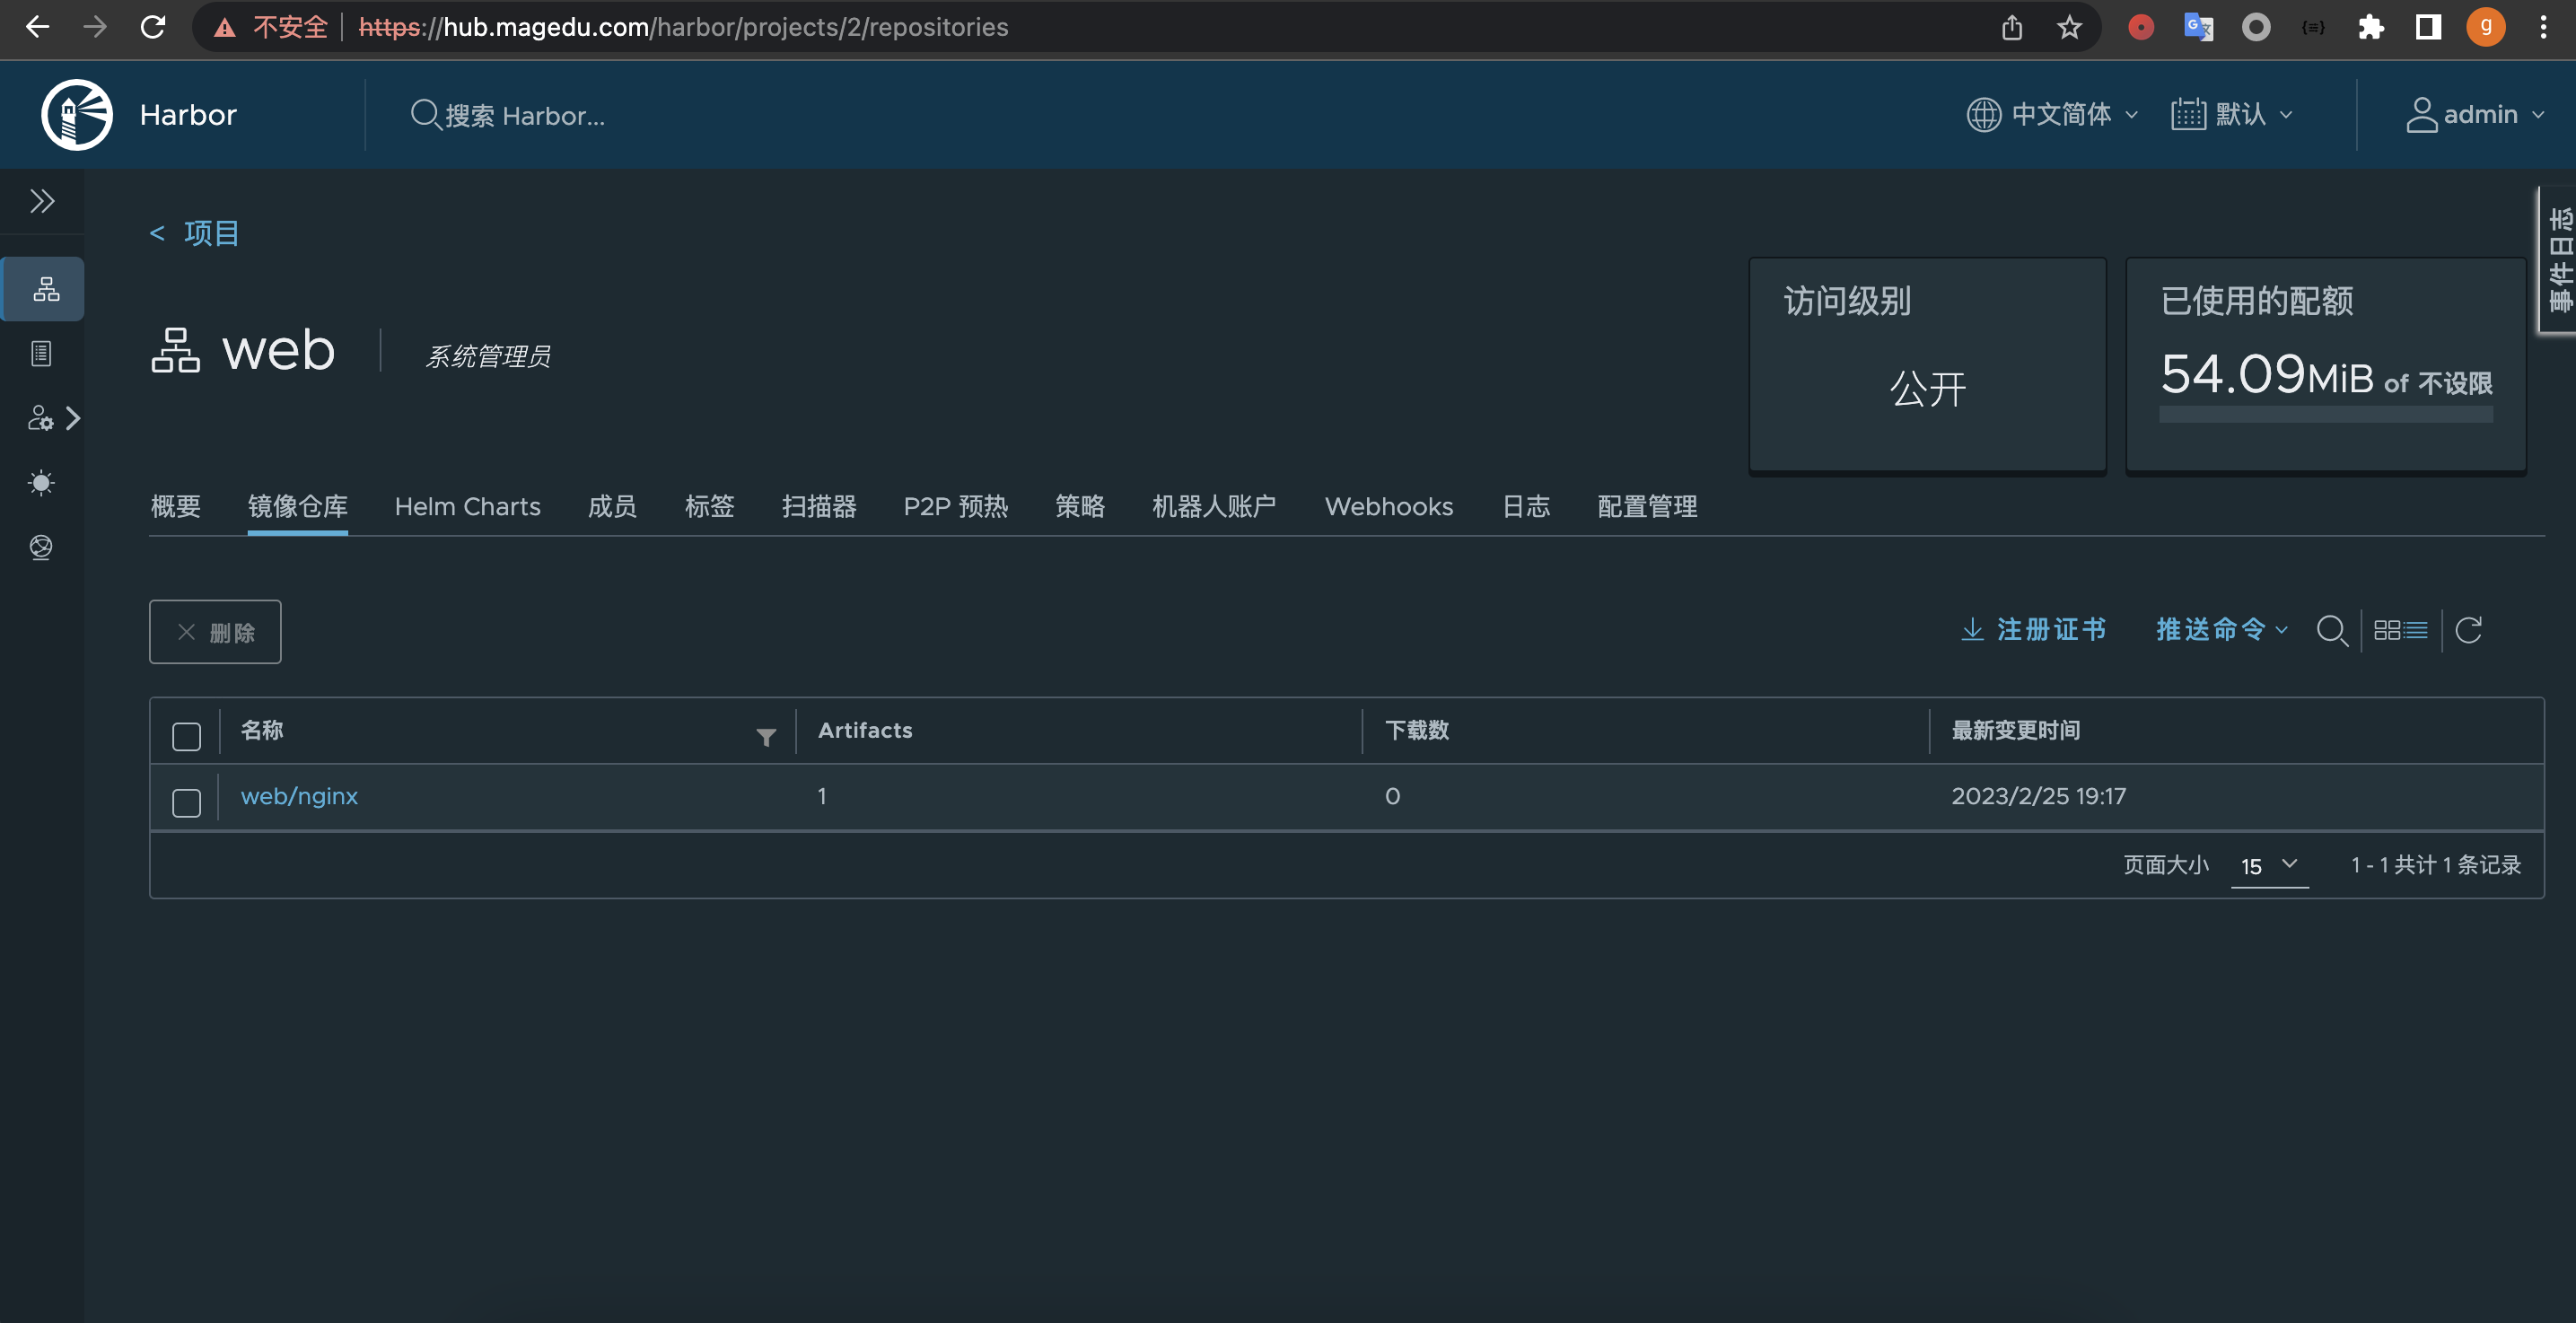 不安全 https://hub.magedu.com/harbor/projects/2/repositories g
Harbor 搜索 Harbor... 中文简体 默认 admin
< 项目
事件日志
web 系统管理员
访问级别
公开
已使用的配额
54.09MiB of 不设限
概要 镜像仓库 Helm Charts 成员 标签 扫描器 P2P 预热 策略 机器人账户 Webhooks 日志 配置管理
删除 注册证书 推送命令
名称 Artifacts 下载数 最新变更时间
web/nginx 1 0 2023/2/25 19:17
页面大小 15 1 - 1 共计 1 条记录